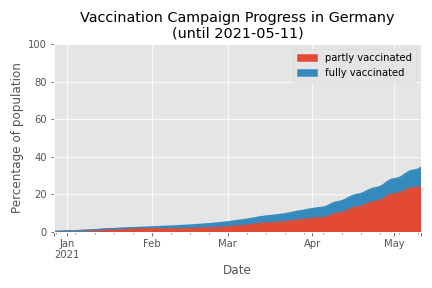 Vaccination Campaign Progress in Germany
(until 2021-05-11)
Percentage of population
100
80
60
40
20
0
partly vaccinated
fully vaccinated
Jan
2021
Feb
Mar
Apr
May
Date